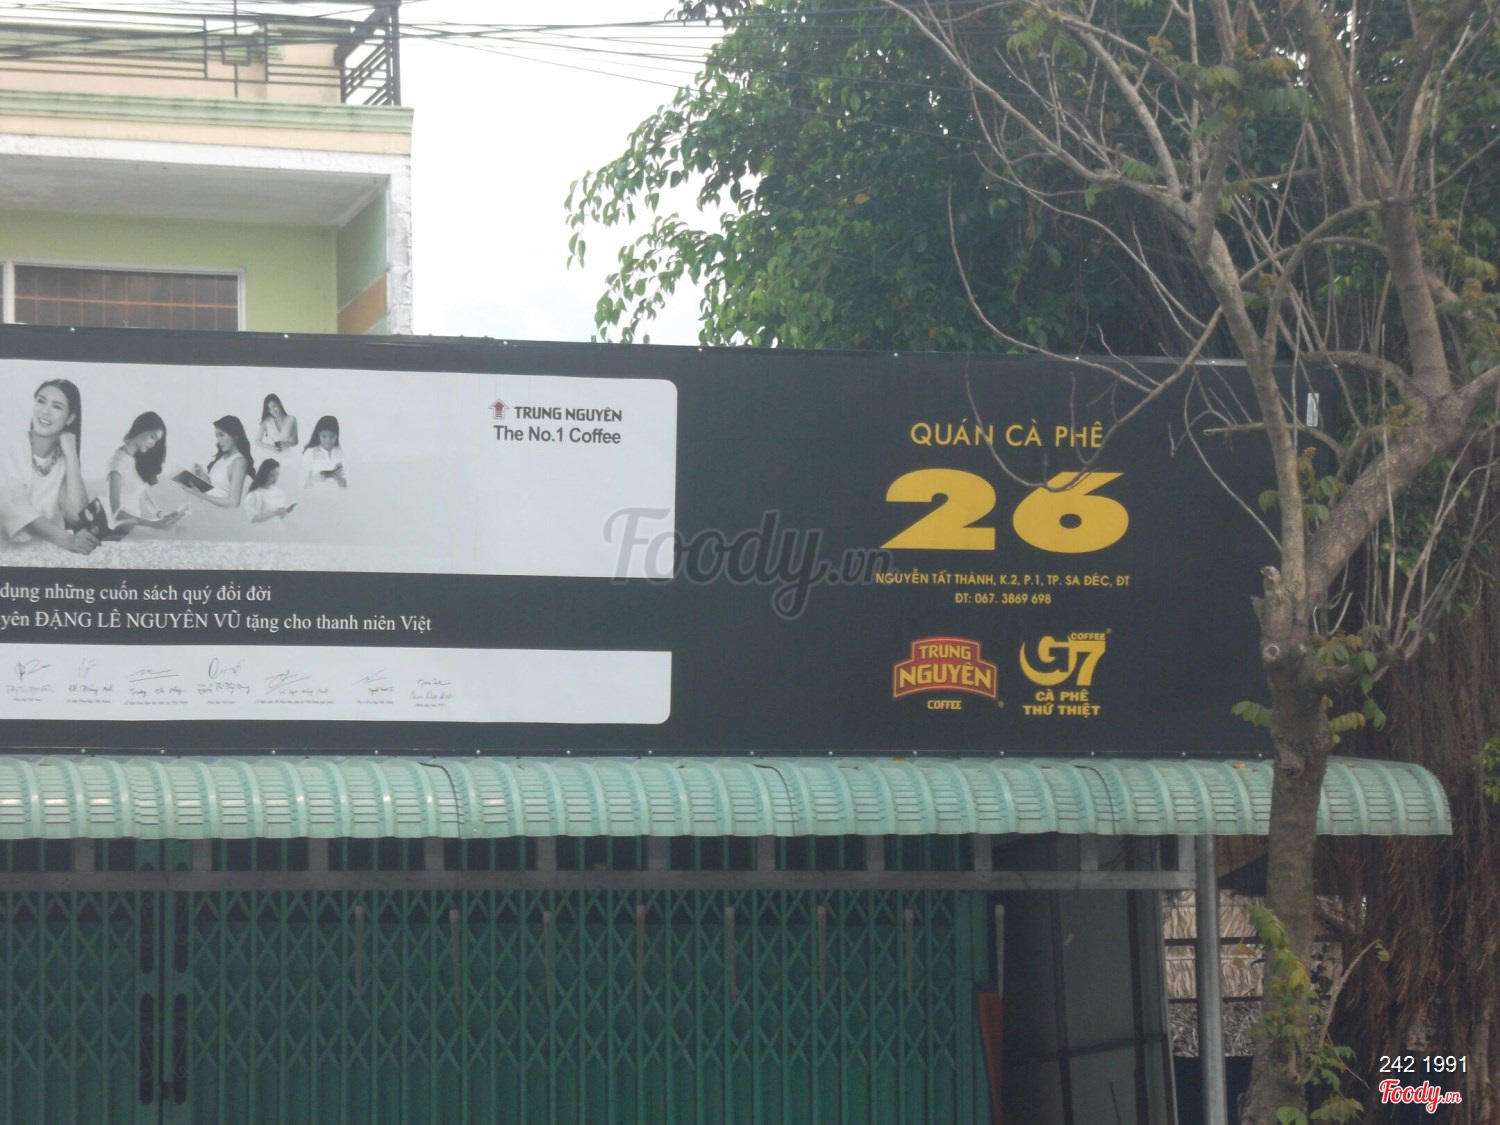 TRUNG NGUYÊN
The No.1 Coffee
dụng những cuốn sách quý đổi đời
yên ĐẶNG LÊ NGUYÊN VŨ tặng cho thanh niên Việt
QUÁN CÀ PHÊ
26
NGUYỄN TẤT THÀNH, K.2, P.1, TP. SA ĐÉC, ĐT
ĐT: 067. 3869 698
TRUNG
NGUYÊN
COFFEE
COFFEE
G7
CÀ PHÊ
THỨ THIỆT
Foody.vn
242 1991
Foody.vn